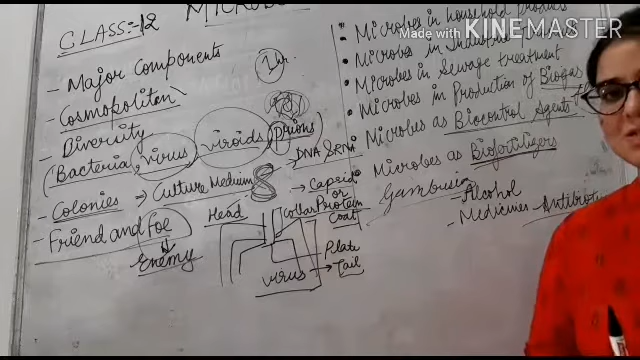 CLASS:-12
Made with KINEMASTER
- Major Components
- Cosmopolitan
- Diversity
(Bacteria, virus, viroids, Prions)
- Colonies → Culture Medium
- Friend and foe
Enemy
1 hr
→ DNA & RNA
→ Capsid
or
Protein
Coat
Head
Collar
Plate
→ Tail
virus
• Microbes in household Products
• Microbes in Industrial
• Microbes in Sewage treatment
• Microbes in Production of Biogas
• Microbes as Biocontrol Agents
• Microbes as Biofertilizers
Gambusia
- Alcohol
- Medicines - Antibiotic